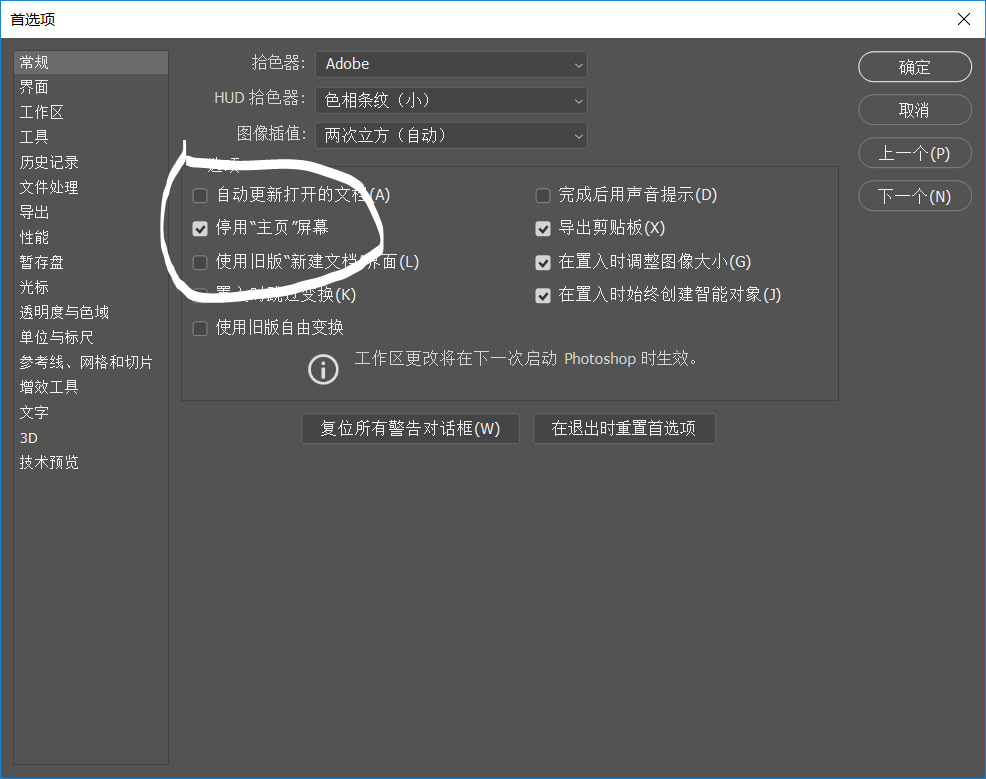 首选项
常规
界面
工作区
工具
历史记录
文件处理
导出
性能
暂存盘
光标
透明度与色域
单位与标尺
参考线、网格和切片
增效工具
文字
3D
技术预览
拾色器: Adobe
HUD 拾色器: 色相条纹（小）
图像插值: 两次立方（自动）
选项
自动更新打开的文档(A)
停用“主页”屏幕
使用旧版“新建文档”界面(L)
置入时跳过变换(K)
使用旧版自由变换
完成后用声音提示(D)
导出剪贴板(X)
在置入时调整图像大小(G)
在置入时始终创建智能对象(J)
工作区更改将在下一次启动 Photoshop 时生效。
复位所有警告对话框(W) 在退出时重置首选项
确定
取消
上一个(P)
下一个(N)